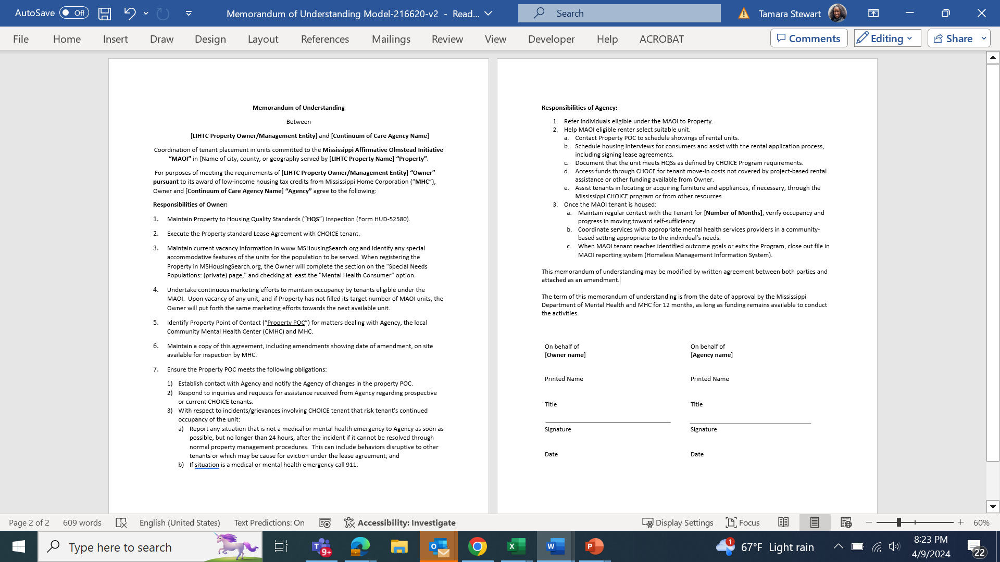 AutoSave Off Memorandum of Understanding Model-216620-v2 - Read... Search Tamara Stewart
File Home Insert Draw Design Layout References Mailings Review View Developer Help ACROBAT Comments Editing Share
Memorandum of Understanding
Between
[LIHTC Property Owner/Management Entity] and [Continuum of Care Agency Name]
Coordination of tenant placement in units committed to the Mississippi Affirmative Olmstead Initiative
“MAOI” in {Name of city, county, or geography served by [LIHTC Property Name] “Property”.
For purposes of meeting the requirements of [LIHTC Property Owner/Management Entity] “Owner”
pursuant to its award of low-income housing tax credits from Mississippi Home Corporation (“MHC”),
Owner and [Continuum of Care Agency Name] “Agency” agree to the following:
Responsibilities of Owner:
1. Maintain Property to Housing Quality Standards (“HQS”) Inspection (Form HUD-52580).
2. Execute the Property standard Lease Agreement with CHOICE tenant.
3. Maintain current vacancy information in www.MSHousingSearch.org and identify any special
accommodative features of the units for the population to be served. When registering the
Property in MSHousingSearch.org, the Owner will complete the section on the "Special Needs
Populations: (private) page," and checking at least the "Mental Health Consumer" option.
4. Undertake continuous marketing efforts to maintain occupancy by tenants eligible under the
MAOI. Upon vacancy of any unit, and if Property has not filled its target number of MAOI units, the
Owner will put forth the same marketing efforts towards the next available unit.
5. Identify Property Point of Contact (“Property POC”) for matters dealing with Agency, the local
Community Mental Health Center (CMHC) and MHC.
6. Maintain a copy of this agreement, including amendments showing date of amendment, on site
available for inspection by MHC.
7. Ensure the Property POC meets the following obligations:
1) Establish contact with Agency and notify the Agency of changes in the property POC.
2) Respond to inquiries and requests for assistance received from Agency regarding prospective
or current CHOICE tenants.
3) With respect to incidents/grievances involving CHOICE tenant that risk tenant's continued
occupancy of the unit:
a) Report any situation that is not a medical or mental health emergency to Agency as soon as
possible, but no longer than 24 hours, after the incident if it cannot be resolved through
normal property management procedures. This can include behaviors disruptive to other
tenants or which may be cause for eviction under the lease agreement; and
b) If situation is a medical or mental health emergency call 911.
Responsibilities of Agency:
1. Refer individuals eligible under the MAOI to Property.
2. Help MAOI eligible renter select suitable unit.
a. Contact Property POC to schedule showings of rental units.
b. Schedule housing interviews for consumers and assist with the rental application process,
including signing lease agreements.
c. Document that the unit meets HQSs as defined by CHOICE Program requirements.
d. Access funds through CHOCE for tenant move-in costs not covered by project-based rental
assistance or other funding available from Owner.
e. Assist tenants in locating or acquiring furniture and appliances, if necessary, through the
Mississippi CHOICE program or from other resources.
3. Once the MAOI tenant is housed:
a. Maintain regular contact with the Tenant for [Number of Months], verify occupancy and
progress in moving toward self-sufficiency.
b. Coordinate services with appropriate mental health services providers in a community-
based setting appropriate to the individual’s needs.
c. When MAOI tenant reaches identified outcome goals or exits the Program, close out file in
MAOI reporting system (Homeless Management Information System).
This memorandum of understanding may be modified by written agreement between both parties and
attached as an amendment.
The term of this memorandum of understanding is from the date of approval by the Mississippi
Department of Mental Health and MHC for 12 months, as long as funding remains available to conduct
the activities.
On behalf of On behalf of
[Owner name] [Agency name]
Printed Name Printed Name
Title Title
Signature Signature
Date Date
Page 2 of 2 609 words English (United States) Text Predictions: On Accessibility: Investigate Display Settings Focus 60%
Type here to search T 9+ O X W P 1 67°F Light rain 8:23 PM
4/9/2024 22